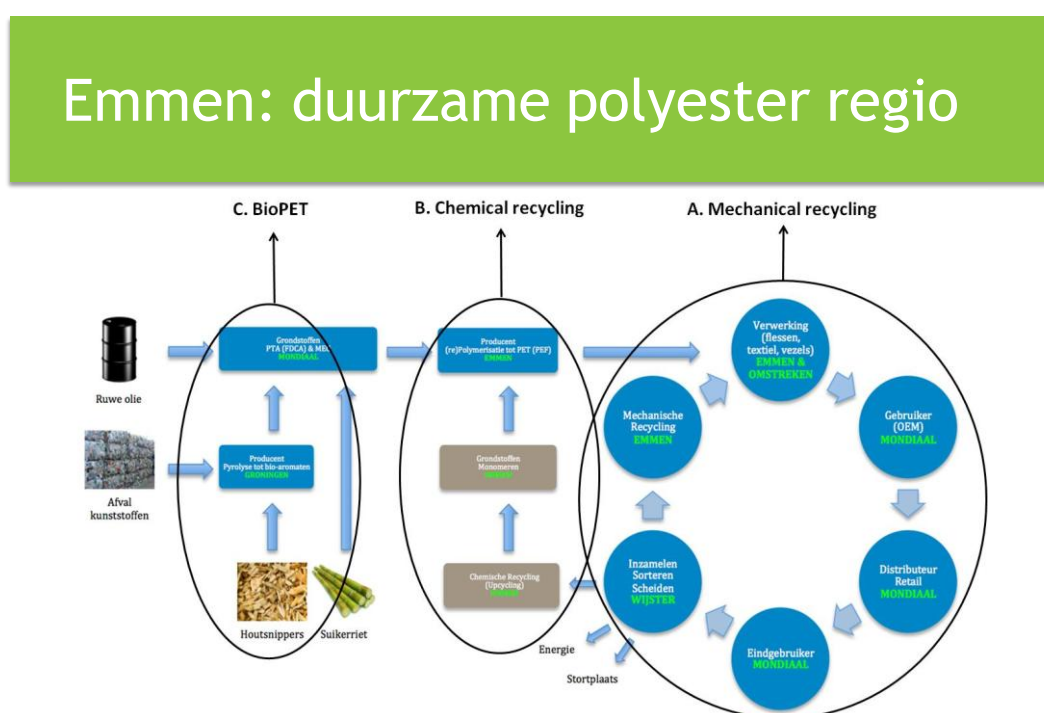 Emmen: duurzame polyester regio
C. BioPET
B. Chemical recycling
A. Mechanical recycling
Ruwe olie
Grondstoffen
PTA (FDCA) & MEG
MONDIAAL
Producent
(re)Polymerisatie tot PET (PEF)
EMMEN
Verwerking
(flessen,
textiel, vezels)
EMMEN &
OMSTREKEN
Mechanische
Recycling
EMMEN
Gebruiker
(OEM)
MONDIAAL
Afval
kunststoffen
Producent
Pyrolyse tot bio-aromaten
GRONINGEN
Grondstoffen
Monomeren
Inzamelen
Sorteren
Scheiden
WIJSTER
Distributeur
Retail
MONDIAAL
Chemische Recycling
(Upcycling)
EMMEN
Houtsnippers
Suikerriet
Energie
Stortplaats
Eindgebruiker
MONDIAAL